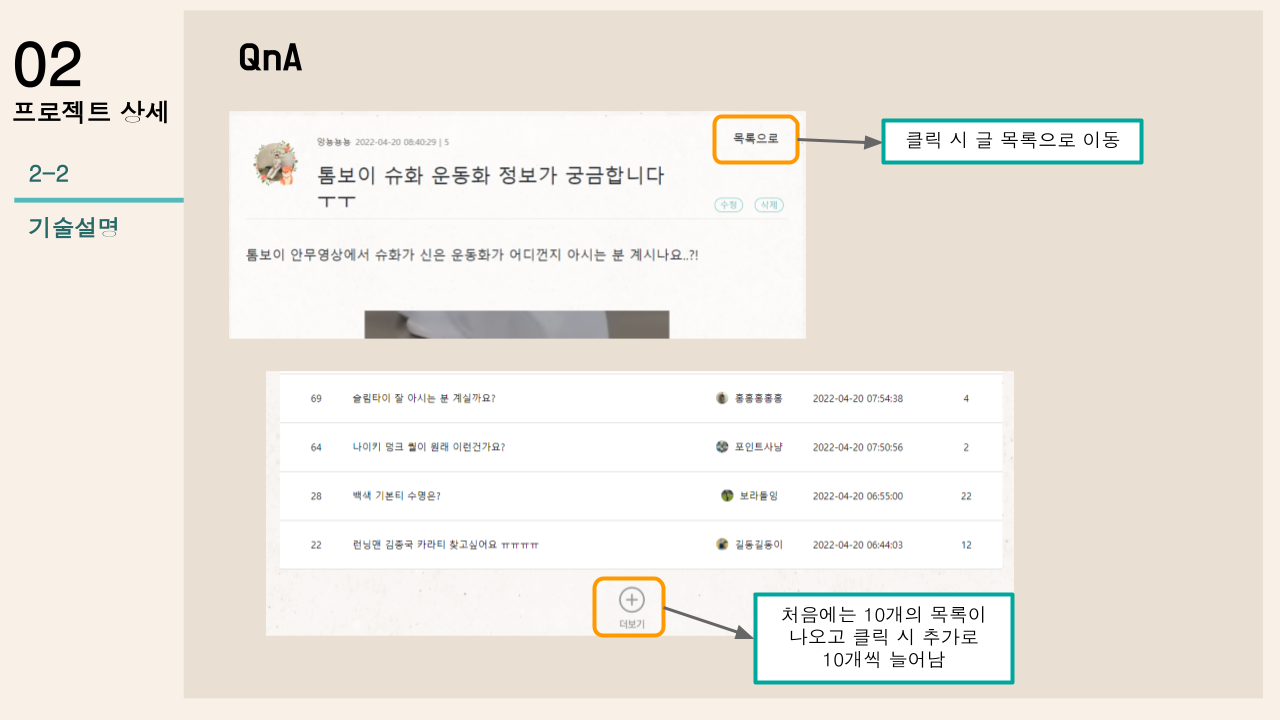 02
프로젝트 상세
2-2
기술설명
QnA
앙뇽뇽뇽 2022-04-20 08:40:29 | 5
목록으로
톰보이 슈화 운동화 정보가 궁금합니다
ㅜㅜ
수정 삭제
톰보이 안무영상에서 슈화가 신은 운동화가 어디껀지 아시는 분 계시나요..?!
클릭 시 글 목록으로 이동
69 슬림타이 잘 아시는 분 계실까요? 홍홍홍홍홍 2022-04-20 07:54:38 4
64 나이키 덩크 퀄이 원래 이런건가요? 포인트사냥 2022-04-20 07:50:56 2
28 백색 기본티 수명은? 보라돌잉 2022-04-20 06:55:00 22
22 런닝맨 김종국 카라티 찾고싶어요 ㅠㅠㅠㅠ 길동길동이 2022-04-20 06:44:03 12
더보기
처음에는 10개의 목록이
나오고 클릭 시 추가로
10개씩 늘어남